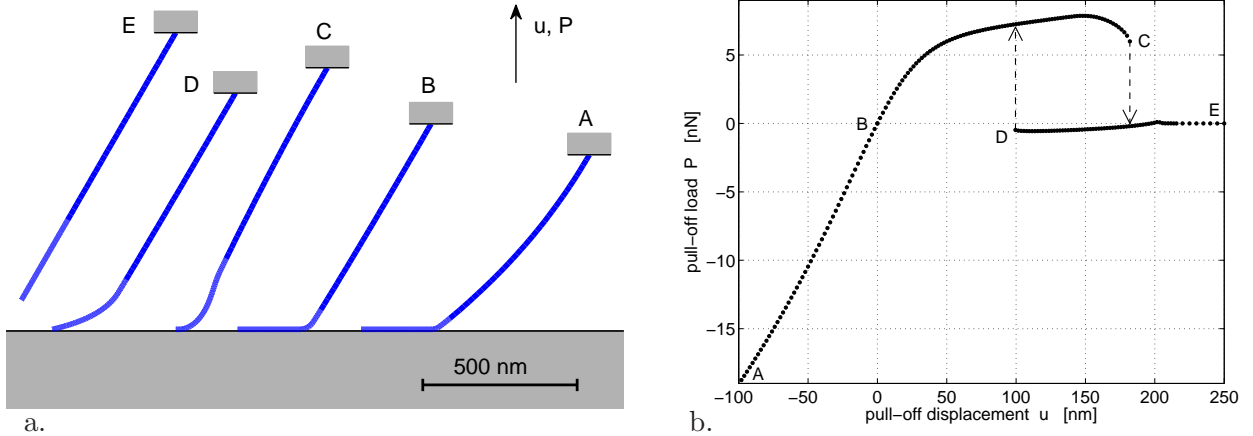 E
D
C
B
A
u, P
500 nm
a.
pull−off load P [nN]
5
0
−5
−10
−15
A
B
C
D
E
−100
−50
0
50
100
150
200
250
pull−off displacement u [nm]
b.